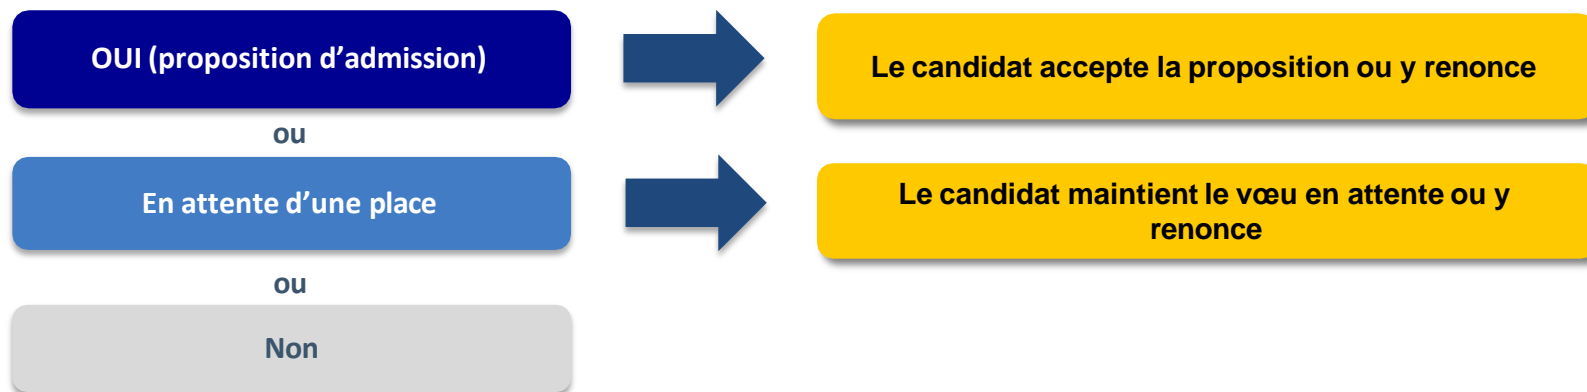 OUI (proposition d’admission)
Le candidat accepte la proposition ou y renonce
ou
En attente d’une place
Le candidat maintient le vœu en attente ou y
renonce
ou
Non